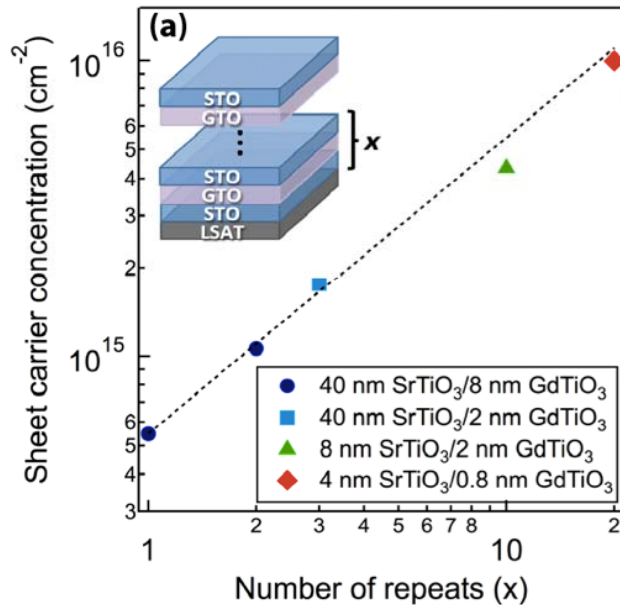 (a)
Sheet carrier concentration (cm⁻²)
10¹⁶
6
5
4
3
2
10¹⁵
6
5
4
3
STO
GTO
x
STO
GTO
STO
LSAT
40 nm SrTiO₃/8 nm GdTiO₃
40 nm SrTiO₃/2 nm GdTiO₃
8 nm SrTiO₃/2 nm GdTiO₃
4 nm SrTiO₃/0.8 nm GdTiO₃
1 2 3 4 5 6 7 8 10 2
Number of repeats (x)